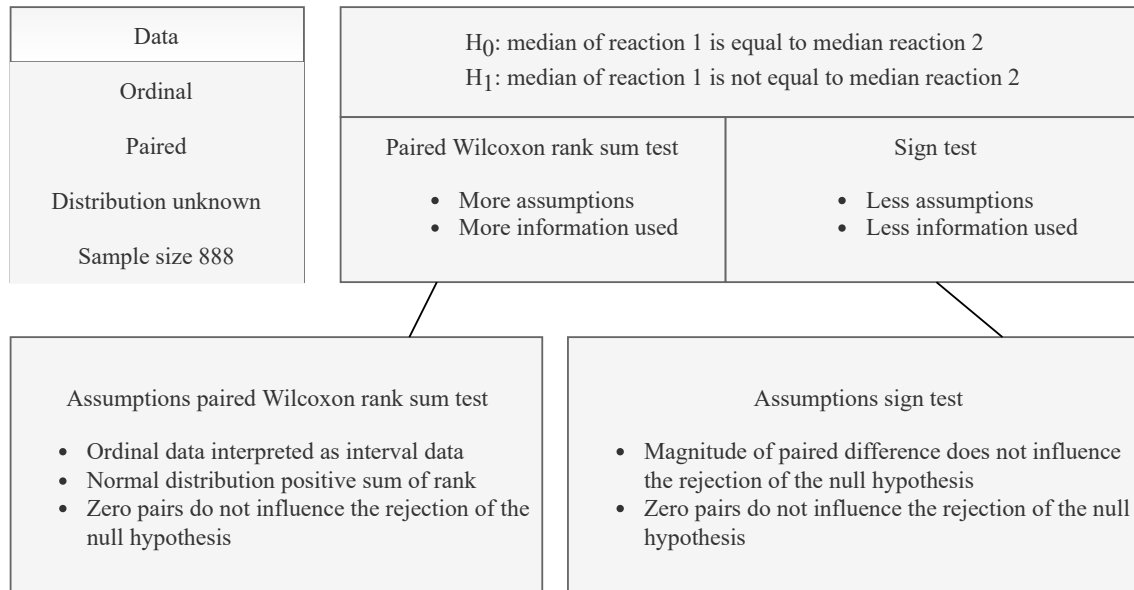 Data
Ordinal
Paired
Distribution unknown
Sample size 888
H0: median of reaction 1 is equal to median reaction 2
H1: median of reaction 1 is not equal to median reaction 2
Paired Wilcoxon rank sum test
• More assumptions
• More information used
Sign test
• Less assumptions
• Less information used
Assumptions paired Wilcoxon rank sum test
• Ordinal data interpreted as interval data
• Normal distribution positive sum of rank
• Zero pairs do not influence the rejection of the
null hypothesis
Assumptions sign test
• Magnitude of paired difference does not influence
the rejection of the null hypothesis
• Zero pairs do not influence the rejection of the null
hypothesis